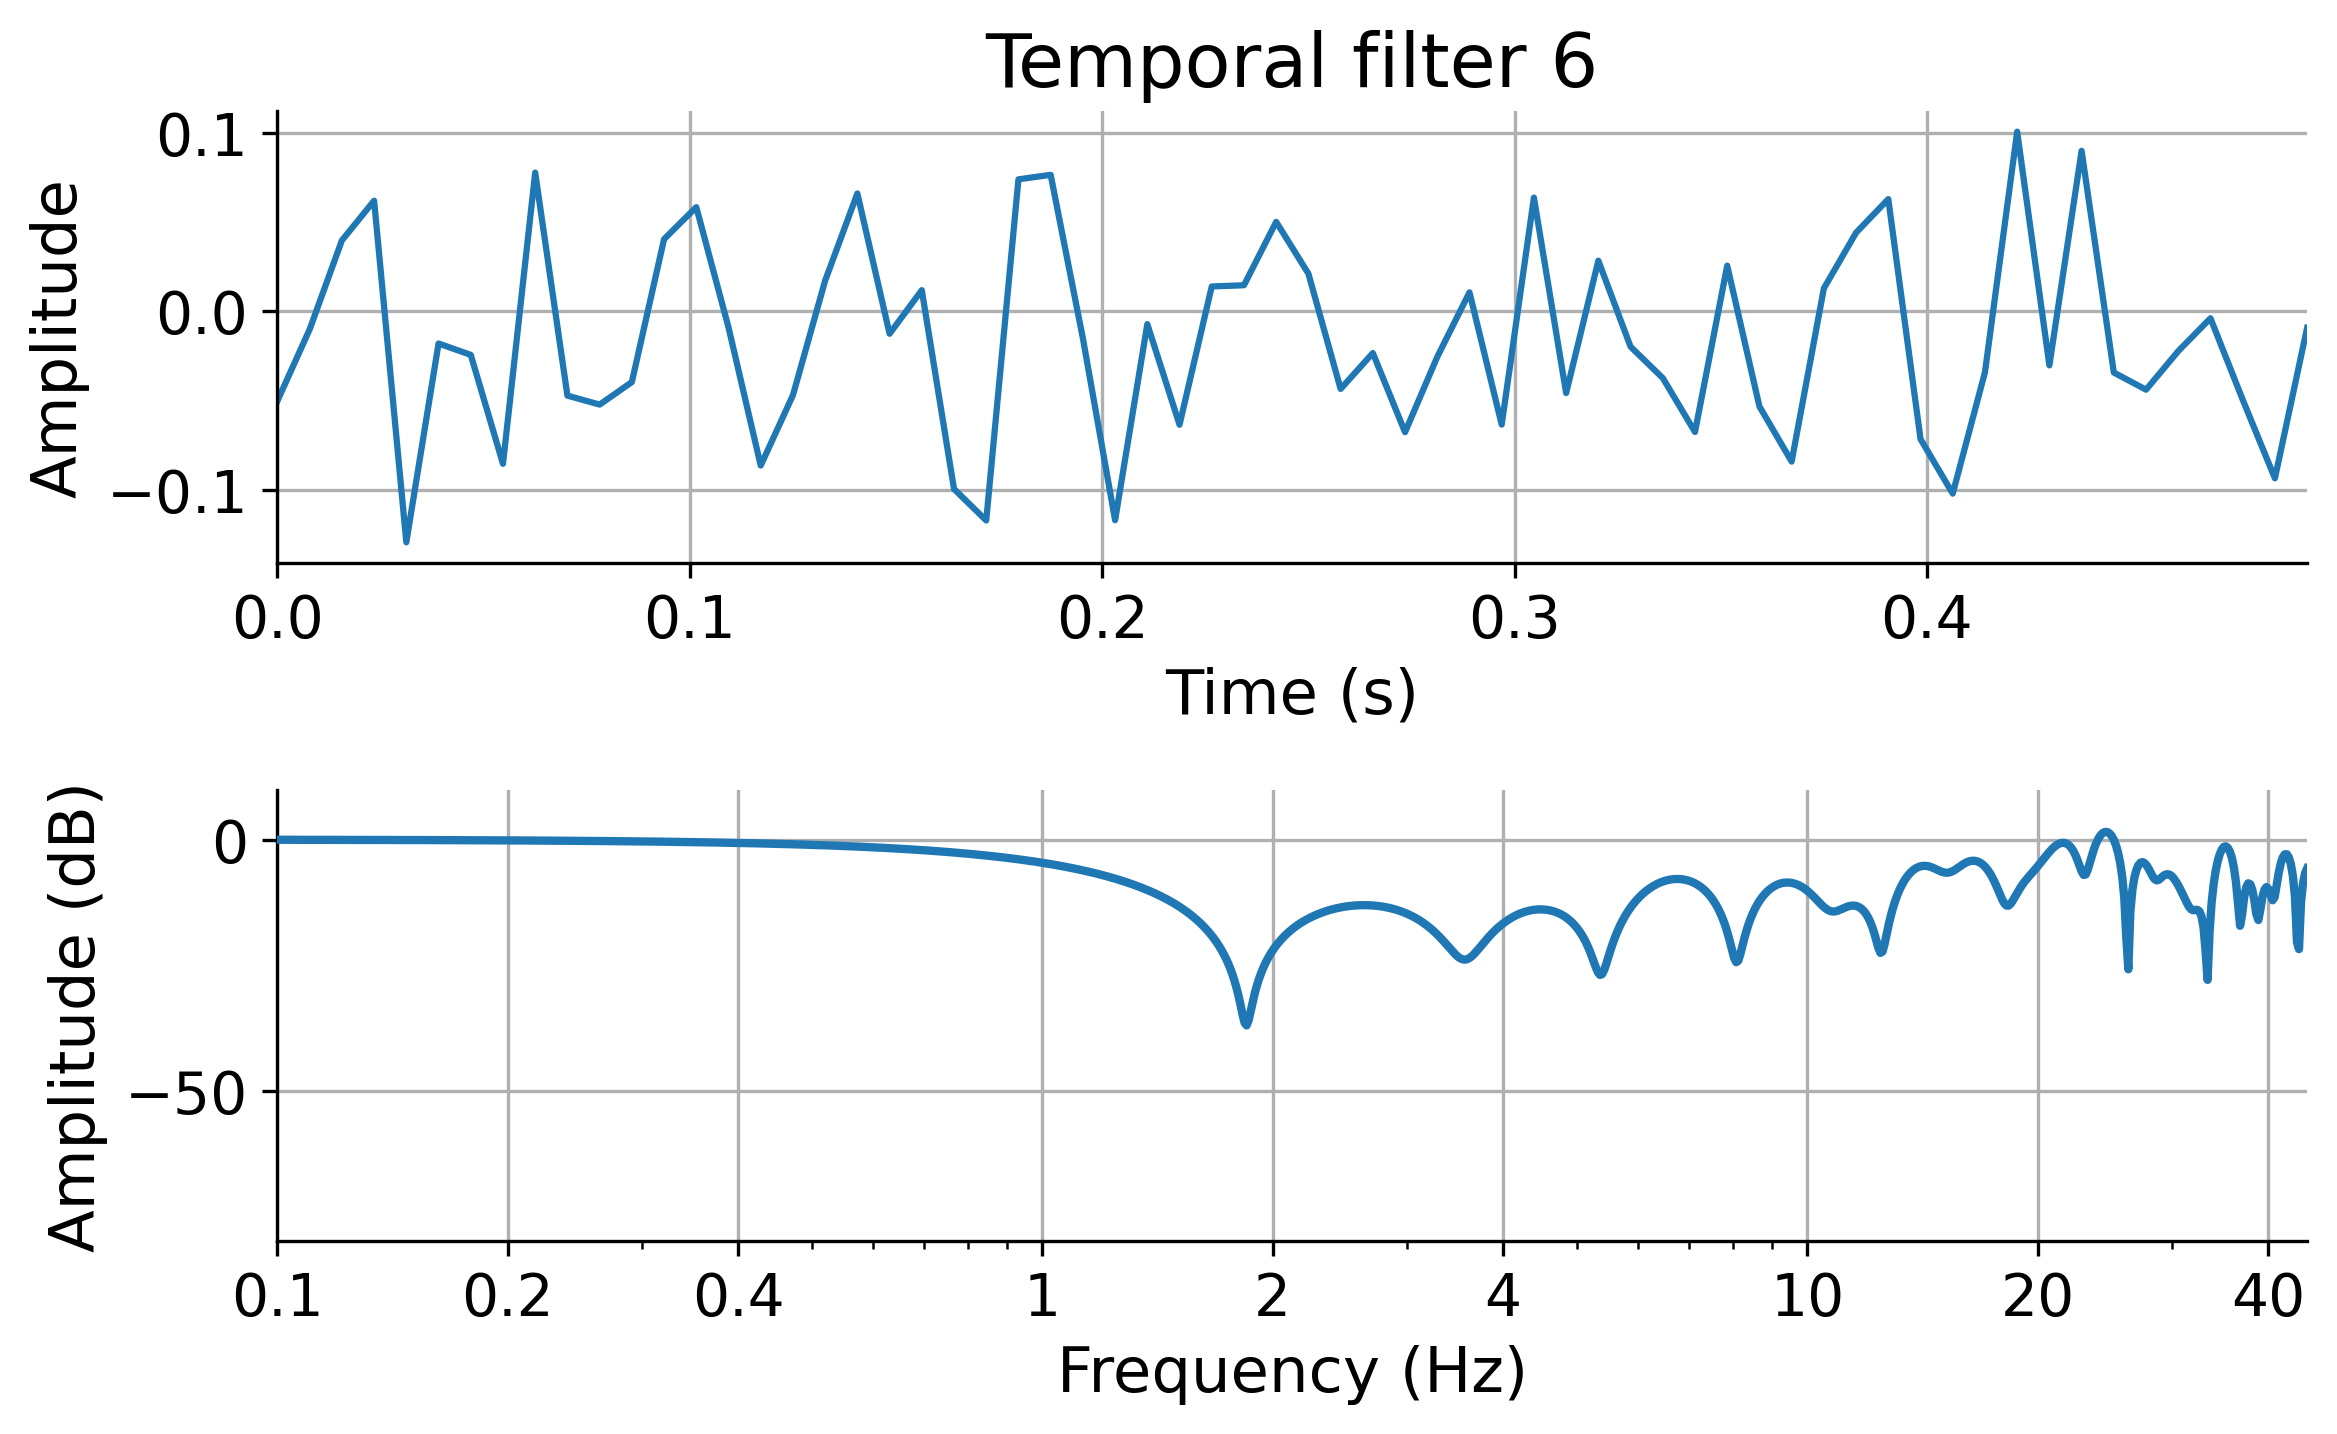 Temporal filter 6
Amplitude
0.1
0.0
−0.1
0.0 0.1 0.2 0.3 0.4
Time (s)
Amplitude (dB)
0
−50
0.1 0.2 0.4 1 2 4 10 20 40
Frequency (Hz)